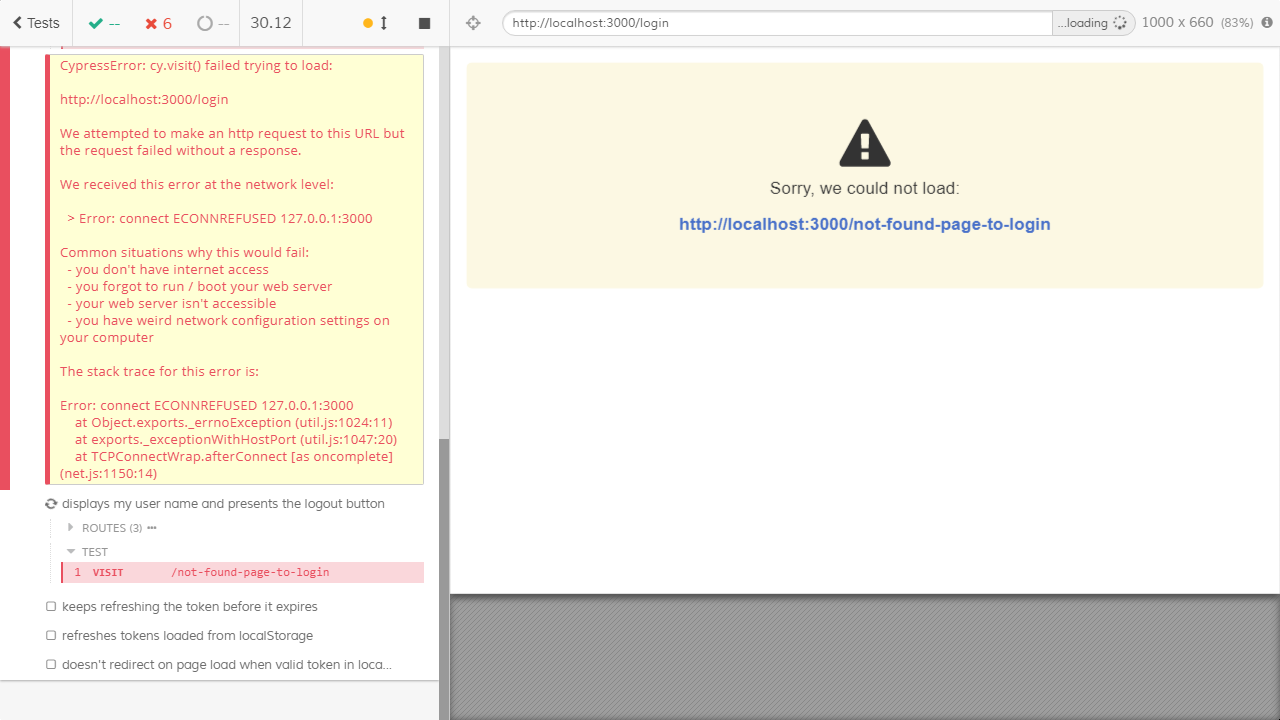 Tests -- 6 -- 30.12
http://localhost:3000/login ...loading 1000 x 660 (83%)
CypressError: cy.visit() failed trying to load:
http://localhost:3000/login
We attempted to make an http request to this URL but
the request failed without a response.
We received this error at the network level:
> Error: connect ECONNREFUSED 127.0.0.1:3000
Common situations why this would fail:
- you don't have internet access
- you forgot to run / boot your web server
- your web server isn't accessible
- you have weird network configuration settings on
your computer
The stack trace for this error is:
Error: connect ECONNREFUSED 127.0.0.1:3000
at Object.exports._errnoException (util.js:1024:11)
at exports._exceptionWithHostPort (util.js:1047:20)
at TCPConnectWrap.afterConnect [as oncomplete]
(net.js:1150:14)
displays my user name and presents the logout button
ROUTES (3) •••
TEST
1 VISIT /not-found-page-to-login
keeps refreshing the token before it expires
refreshes tokens loaded from localStorage
doesn't redirect on page load when valid token in loca...
Sorry, we could not load:
http://localhost:3000/not-found-page-to-login